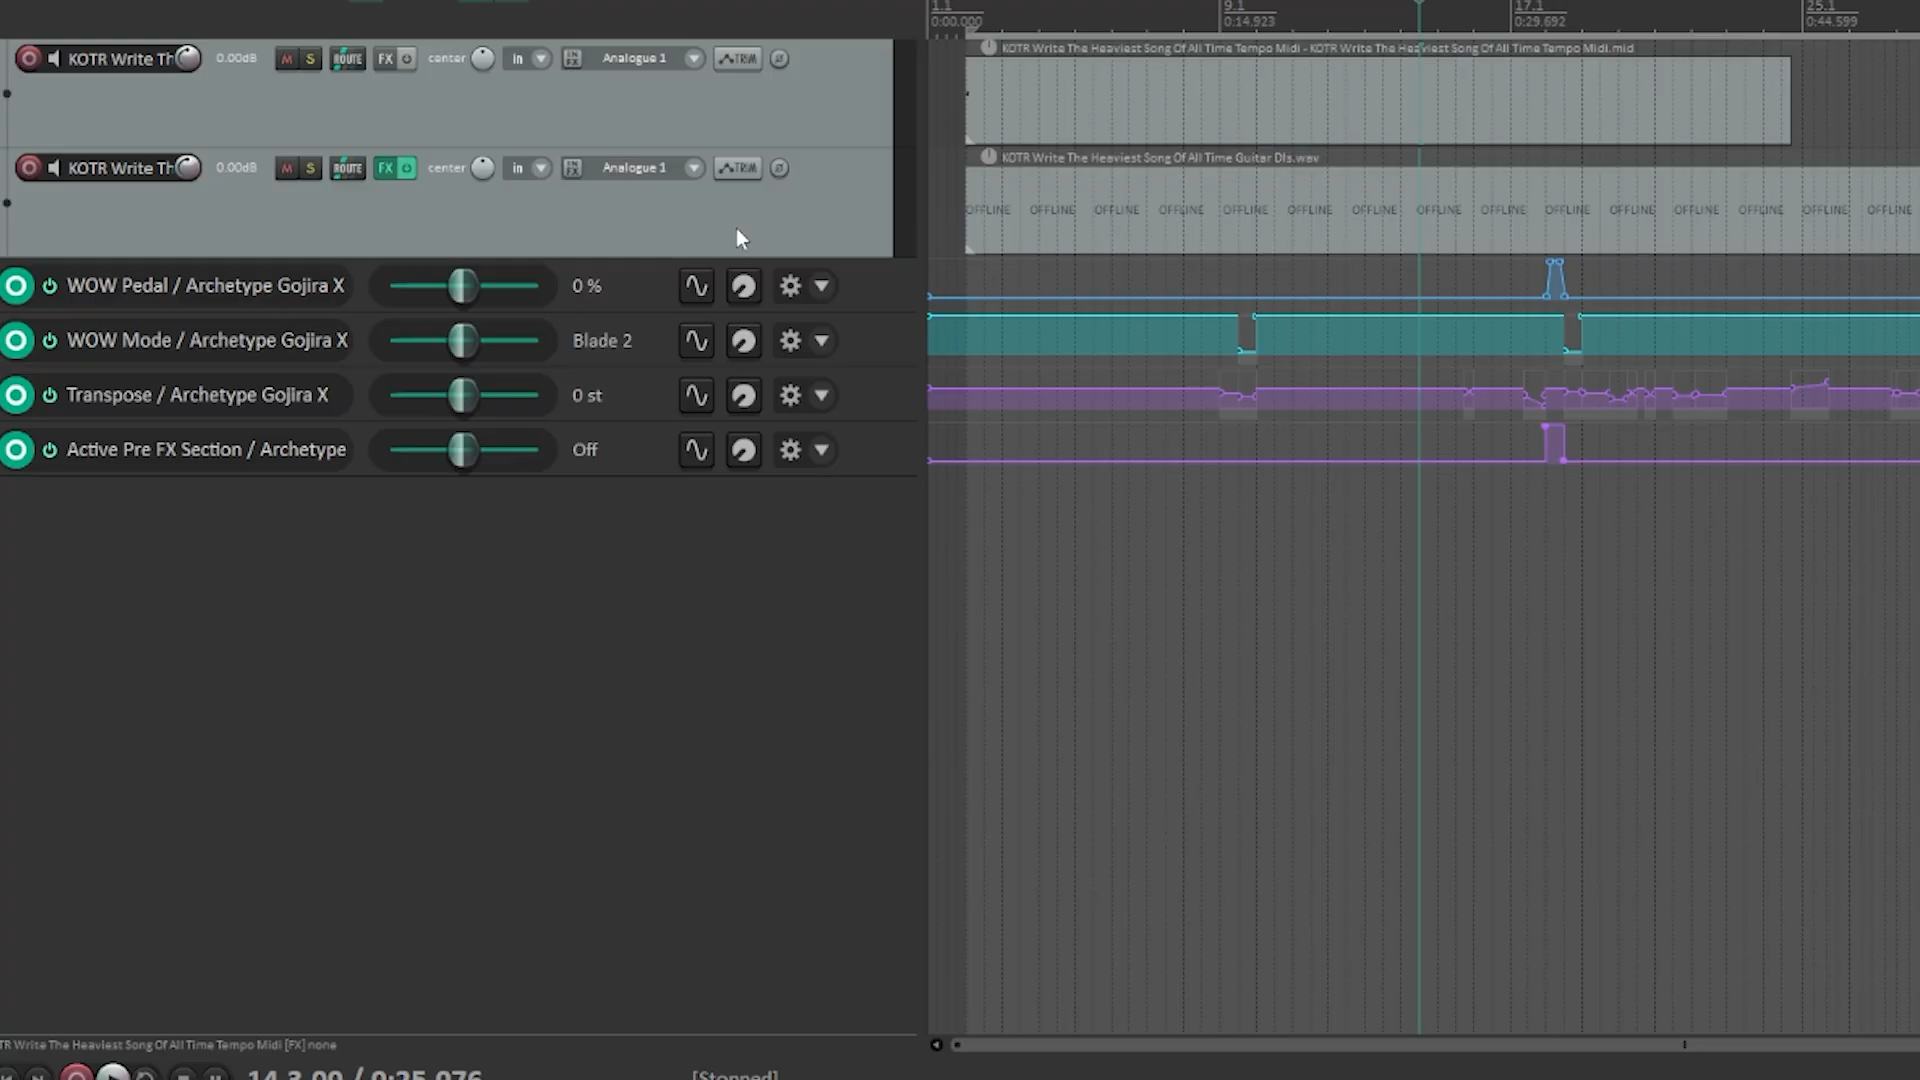 1.1 9.1 17.1 25.1
0:00.000 0:14.923 0:29.692 0:44.599
KOTR Write The Heaviest Song Of All Time Tempo Midi - KOTR Write The Heaviest Song Of All Time Tempo Midi.mid
KOTR Write Th 0.00dB M S ROUTE FX center in IN FX Analogue 1 TRIM
KOTR Write The Heaviest Song Of All Time Guitar DIs.wav
KOTR Write Th 0.00dB M S ROUTE FX center in IN FX Analogue 1 TRIM
OFFLINE OFFLINE OFFLINE OFFLINE OFFLINE OFFLINE OFFLINE OFFLINE OFFLINE OFFLINE OFFLINE OFFLINE OFFLINE OFFLINE OFFLINE
WOW Pedal / Archetype Gojira X 0 %
WOW Mode / Archetype Gojira X Blade 2
Transpose / Archetype Gojira X 0 st
Active Pre FX Section / Archetype Off
TR Write The Heaviest Song Of All Time Tempo Midi [FX] none
14.3.00 / 0:25.076 [Stopped]